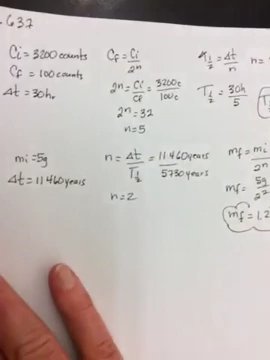 .637
Ci = 3200 counts
Cf = 100 counts
Δt = 30hr
Cf = Ci/2ⁿ
2ⁿ = Ci/Cf = 3200c/100c
2ⁿ = 32
n = 5
T½ = Δt/n n=
T½ = 30h/5
mi = 5g
Δt = 11460 years
n = Δt/T½ = 11460 years/5730 years
n = 2
mf = mi/2ⁿ
mf = 5g/2²
mf = 1.2